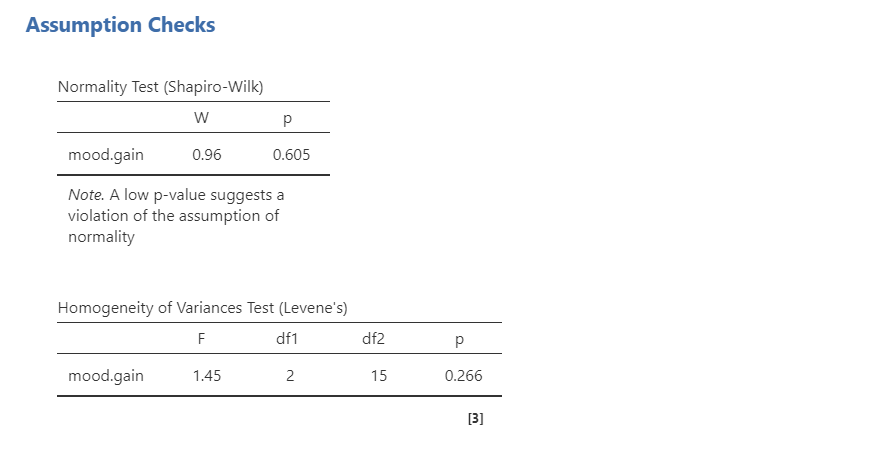 Assumption Checks
Normality Test (Shapiro-Wilk)
W p
mood.gain 0.96 0.605
Note. A low p-value suggests a
violation of the assumption of
normality
Homogeneity of Variances Test (Levene's)
F df1 df2 p
mood.gain 1.45 2 15 0.266
[3]